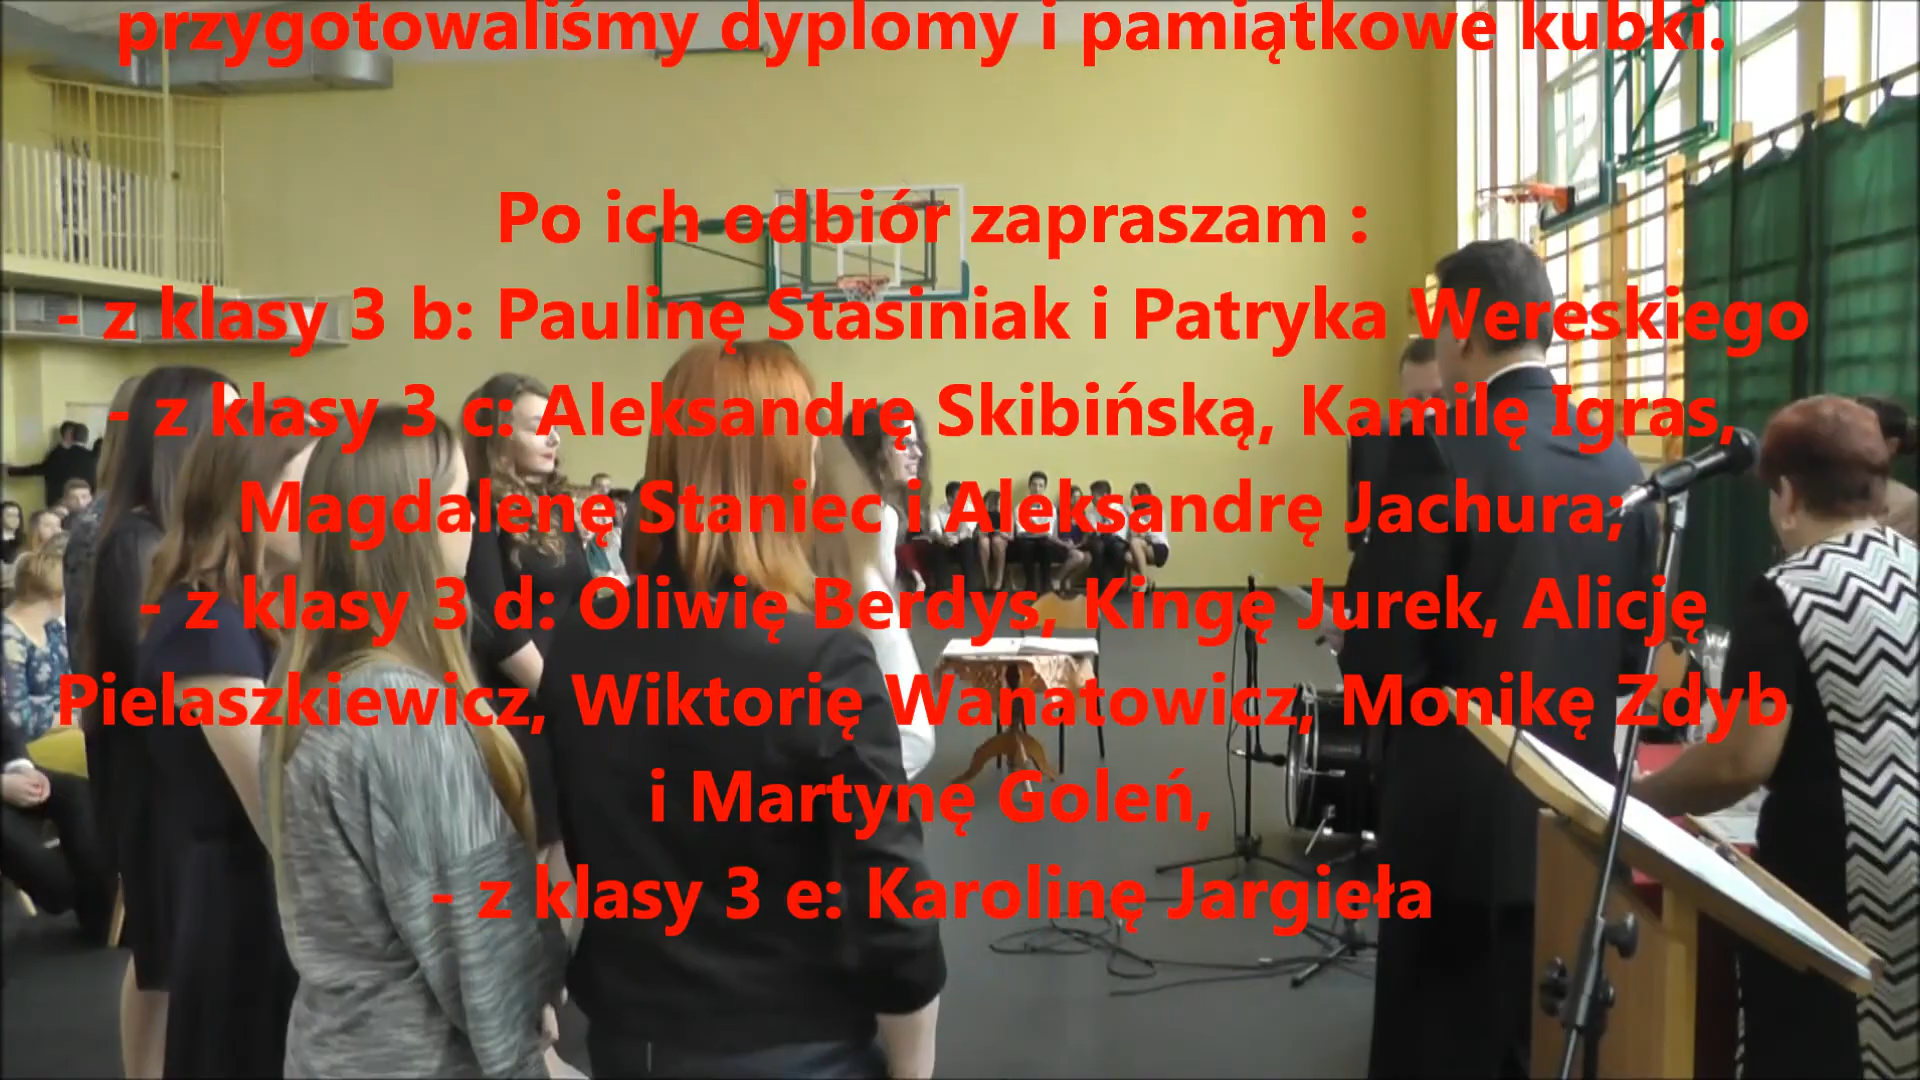 przygotowaliśmy dyplomy i pamiątkowe kubki.
Po ich odbiór zapraszam :
- z klasy 3 b: Paulinę Stasiniak i Patryka Wereskiego
- z klasy 3 c: Aleksandrę Skibińską, Kamilę Igras,
Magdalenę Staniec i Aleksandrę Jachura;
- z klasy 3 d: Oliwię Berdys, Kingę Jurek, Alicję
Pielaszkiewicz, Wiktorię Wanatowicz, Monikę Zdyb
i Martynę Goleń,
- z klasy 3 e: Karolinę Jargieła